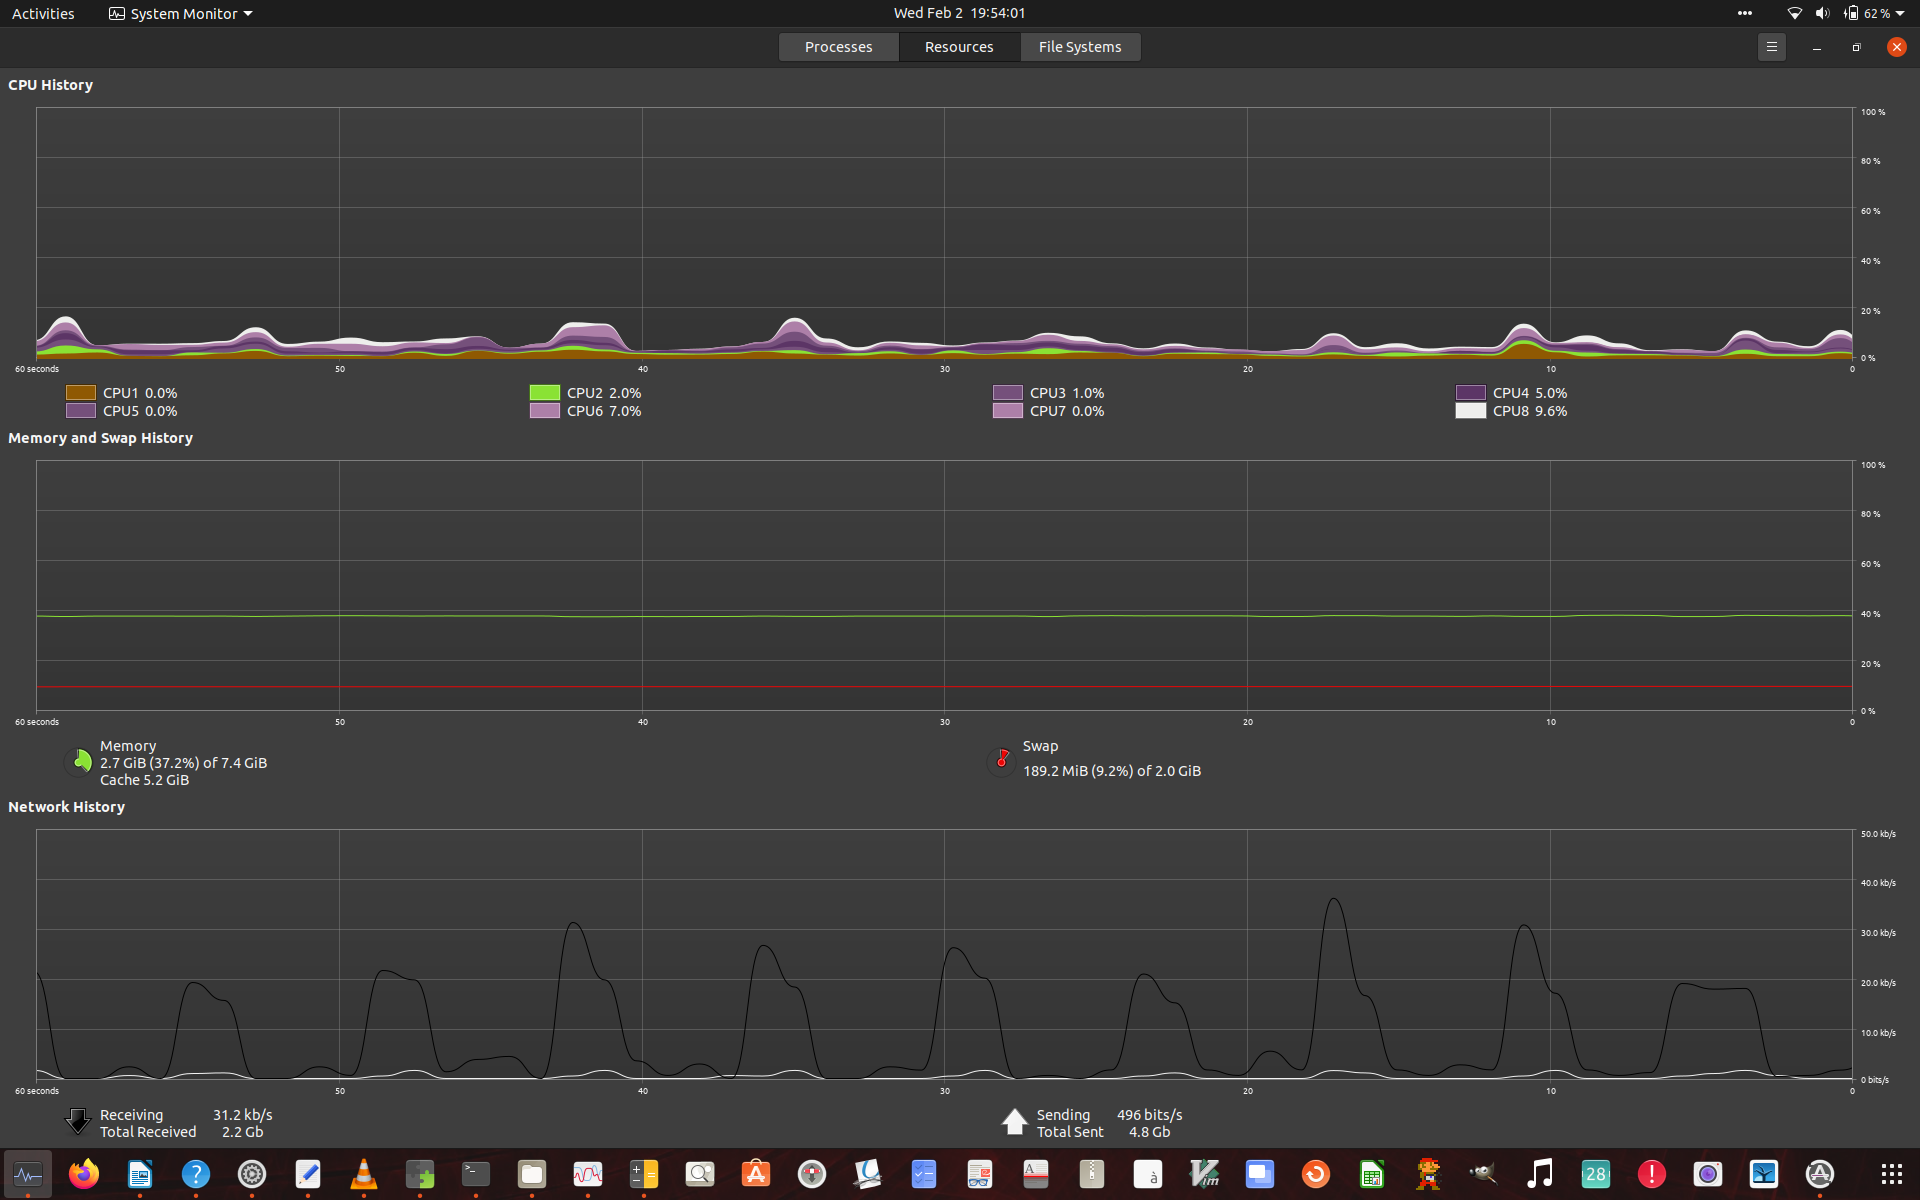 Activities System Monitor Wed Feb 2 19:54:01 62 %
Processes Resources File Systems
CPU History
100 %
80 %
60 %
40 %
20 %
0 %
60 seconds 50 40 30 20 10 0
CPU1 0.0% CPU2 2.0% CPU3 1.0% CPU4 5.0%
CPU5 0.0% CPU6 7.0% CPU7 0.0% CPU8 9.6%
Memory and Swap History
100 %
80 %
60 %
40 %
20 %
0 %
60 seconds 50 40 30 20 10 0
Memory
2.7 GiB (37.2%) of 7.4 GiB
Cache 5.2 GiB
Swap
189.2 MiB (9.2%) of 2.0 GiB
Network History
50.0 kb/s
40.0 kb/s
30.0 kb/s
20.0 kb/s
10.0 kb/s
0 bits/s
60 seconds 50 40 30 20 10 0
Receiving 31.2 kb/s
Total Received 2.2 Gb
Sending 496 bits/s
Total Sent 4.8 Gb
? >_ A à Vim 28 !